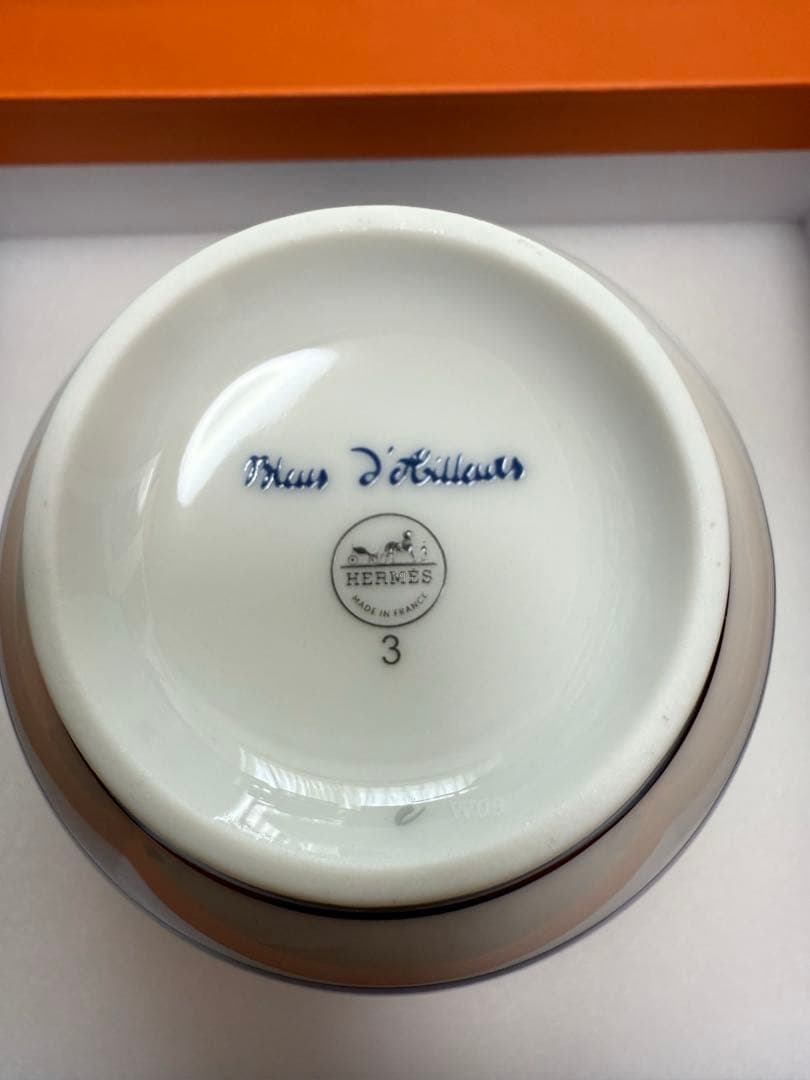 Bleus d'Ailleurs
HERMÈS
MADE IN FRANCE
3